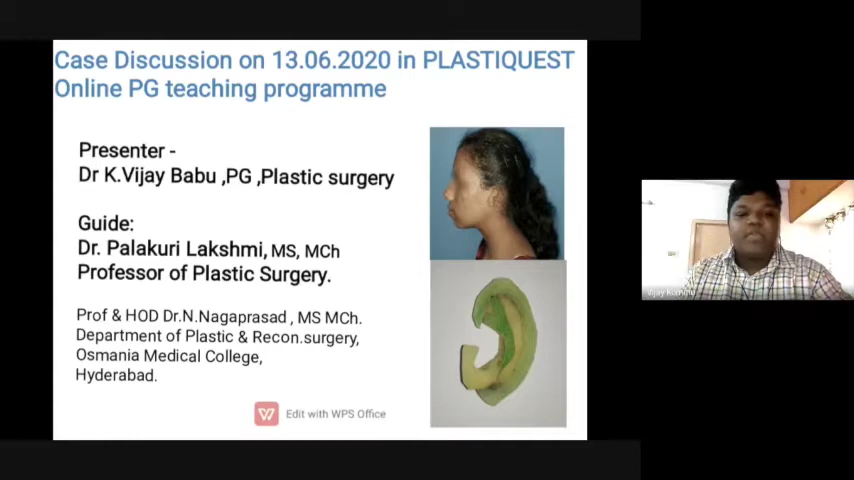 Case Discussion on 13.06.2020 in PLASTIQUEST
Online PG teaching programme
Presenter -
Dr K.Vijay Babu ,PG ,Plastic surgery
Guide:
Dr. Palakuri Lakshmi, MS, MCh
Professor of Plastic Surgery.
Prof & HOD Dr.N.Nagaprasad , MS MCh.
Department of Plastic & Recon.surgery,
Osmania Medical College,
Hyderabad.
Edit with WPS Office
Vijay